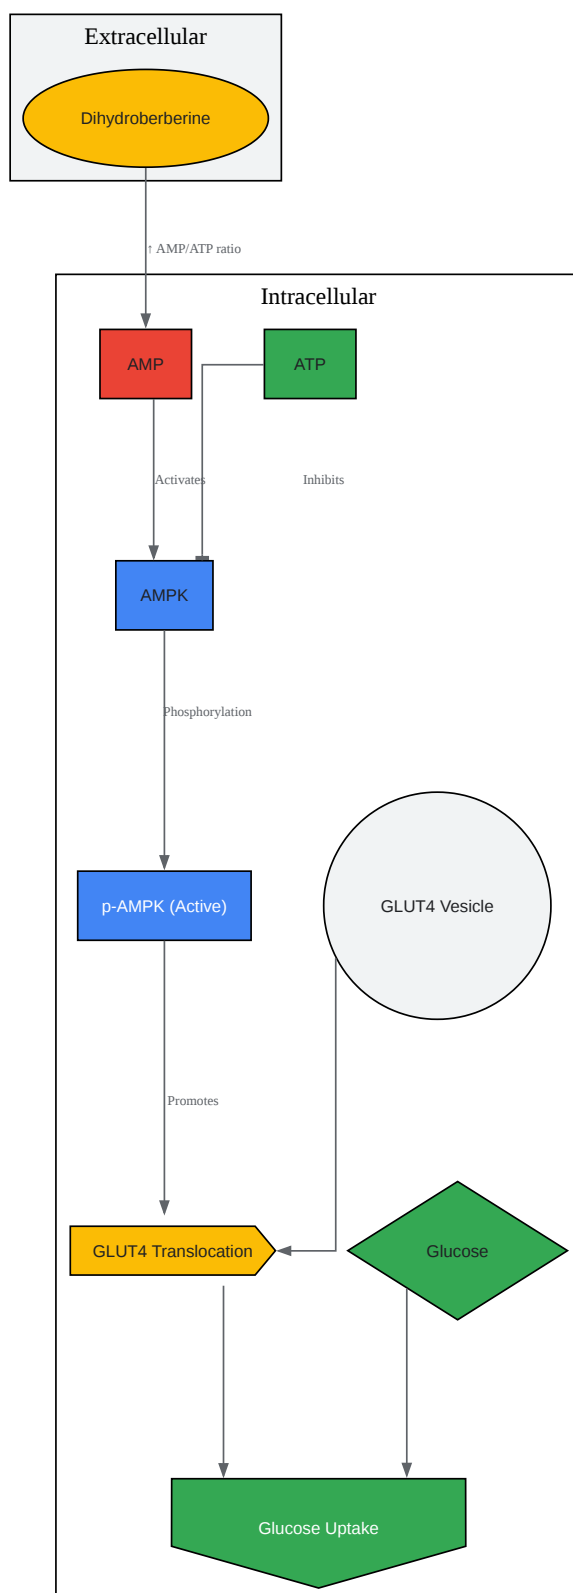 Extracellular
Dihydroberberine
↑ AMP/ATP ratio
Intracellular
AMP
ATP
Activates
Inhibits
AMPK
Phosphorylation
p-AMPK (Active)
GLUT4 Vesicle
Promotes
GLUT4 Translocation
Glucose
Glucose Uptake